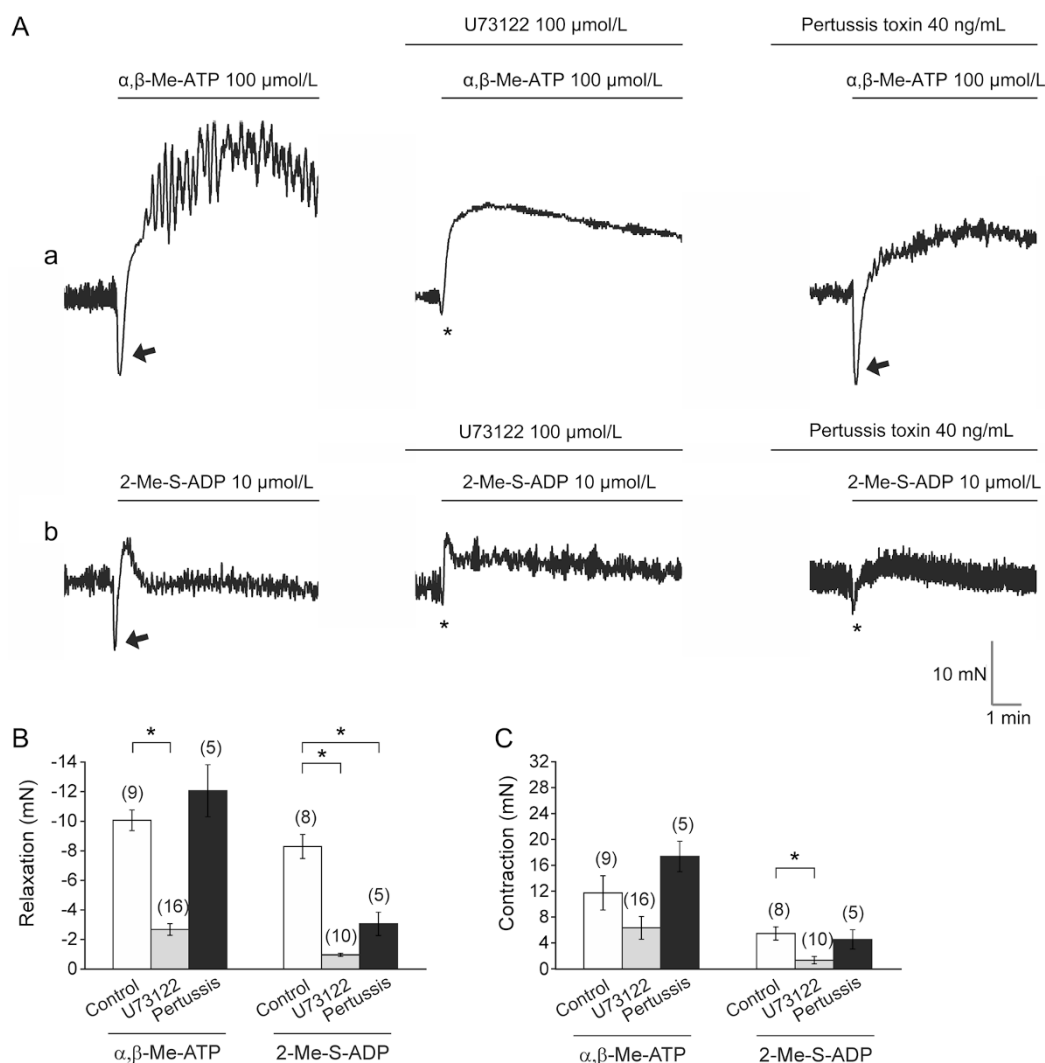 A
U73122 100 µmol/L
Pertussis toxin 40 ng/mL
α,β-Me-ATP 100 µmol/L
α,β-Me-ATP 100 µmol/L
α,β-Me-ATP 100 µmol/L
a
*
U73122 100 µmol/L
Pertussis toxin 40 ng/mL
2-Me-S-ADP 10 µmol/L
2-Me-S-ADP 10 µmol/L
2-Me-S-ADP 10 µmol/L
b
*
*
10 mN
1 min
B
Relaxation (mN)
-14
-12
-10
-8
-6
-4
-2
0
*
*
*
(9)
(16)
(5)
(8)
(10)
(5)
Control
U73122
Pertussis
Control
U73122
Pertussis
α,β-Me-ATP
2-Me-S-ADP
C
Contraction (mN)
32
28
24
20
16
12
8
4
0
*
(9)
(16)
(5)
(8)
(10)
(5)
Control
U73122
Pertussis
Control
U73122
Pertussis
α,β-Me-ATP
2-Me-S-ADP